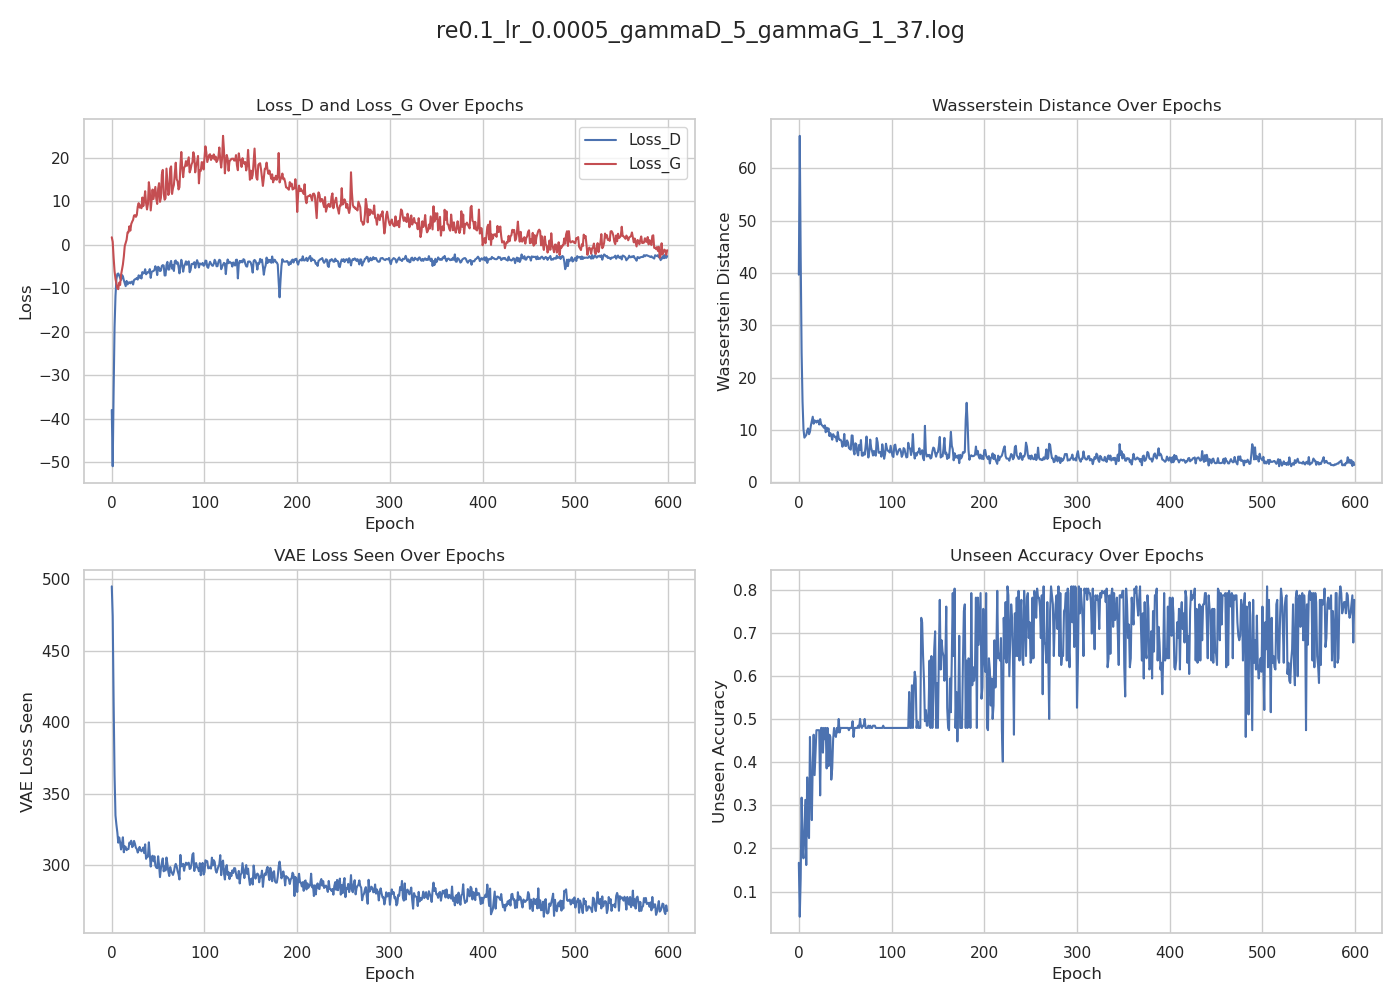 re0.1_lr_0.0005_gammaD_5_gammaG_1_37.log
Loss_D and Loss_G Over Epochs
Loss_D
Loss_G
20
10
0
−10
−20
−30
−40
−50
Loss
0 100 200 300 400 500 600
Epoch
Wasserstein Distance Over Epochs
60
50
40
30
20
10
0
Wasserstein Distance
0 100 200 300 400 500 600
Epoch
VAE Loss Seen Over Epochs
500
450
400
350
300
VAE Loss Seen
0 100 200 300 400 500 600
Epoch
Unseen Accuracy Over Epochs
0.8
0.7
0.6
0.5
0.4
0.3
0.2
0.1
Unseen Accuracy
0 100 200 300 400 500 600
Epoch